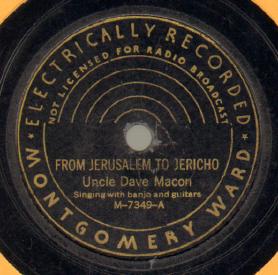 ★ ELECTRICALLY RECORDED ★
NOT LICENSED FOR RADIO BROADCAST
FROM JERUSALEM TO JERICHO
Uncle Dave Macon
Singing with banjo and guitars
M-7349-A
MONTGOMERY WARD